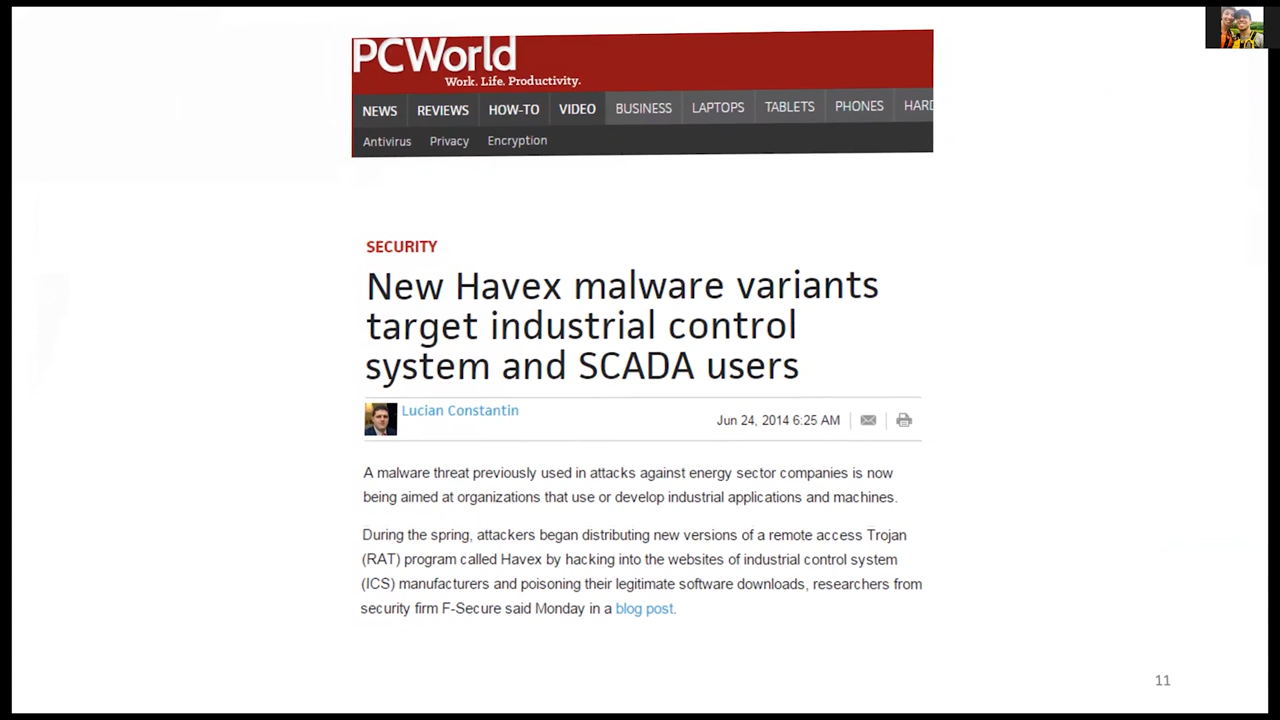 PCWorld
Work. Life. Productivity.
NEWS REVIEWS HOW-TO VIDEO BUSINESS LAPTOPS TABLETS PHONES HARD
Antivirus Privacy Encryption
SECURITY
New Havex malware variants
target industrial control
system and SCADA users
Lucian Constantin
Jun 24, 2014 6:25 AM
A malware threat previously used in attacks against energy sector companies is now
being aimed at organizations that use or develop industrial applications and machines.
During the spring, attackers began distributing new versions of a remote access Trojan
(RAT) program called Havex by hacking into the websites of industrial control system
(ICS) manufacturers and poisoning their legitimate software downloads, researchers from
security firm F-Secure said Monday in a blog post.
11